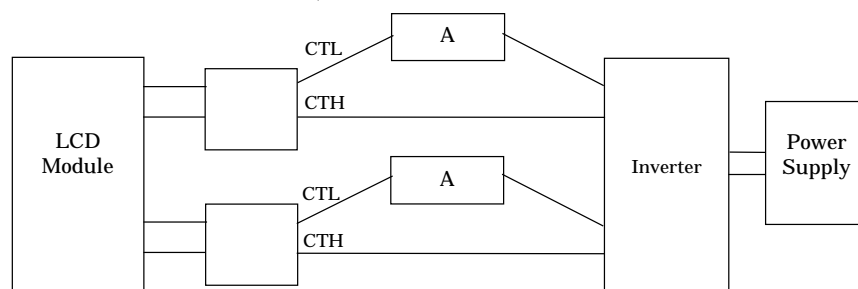 A
CTL
CTH
LCD
Module
Inverter
Power
Supply
A
CTL
CTH